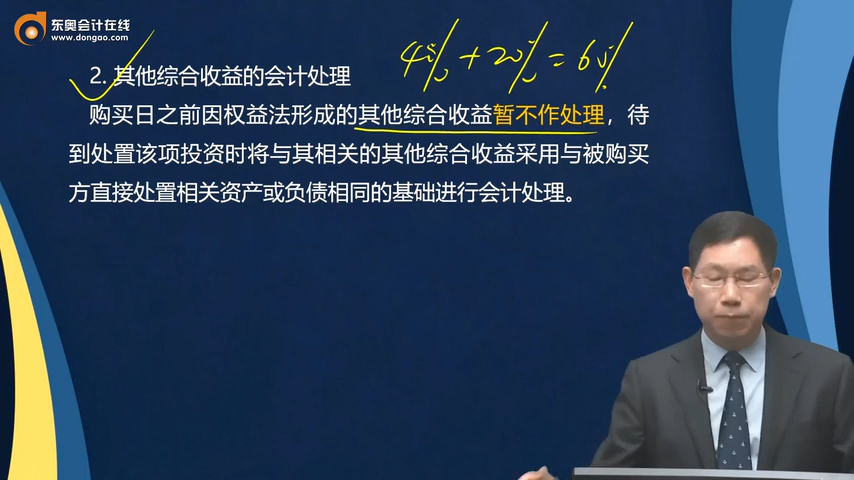 东奥会计在线
www.dongao.com
40%+20%=60%
2. 其他综合收益的会计处理
购买日之前因权益法形成的其他综合收益暂不作处理，待
到处置该项投资时将与其相关的其他综合收益采用与被购买
方直接处置相关资产或负债相同的基础进行会计处理。